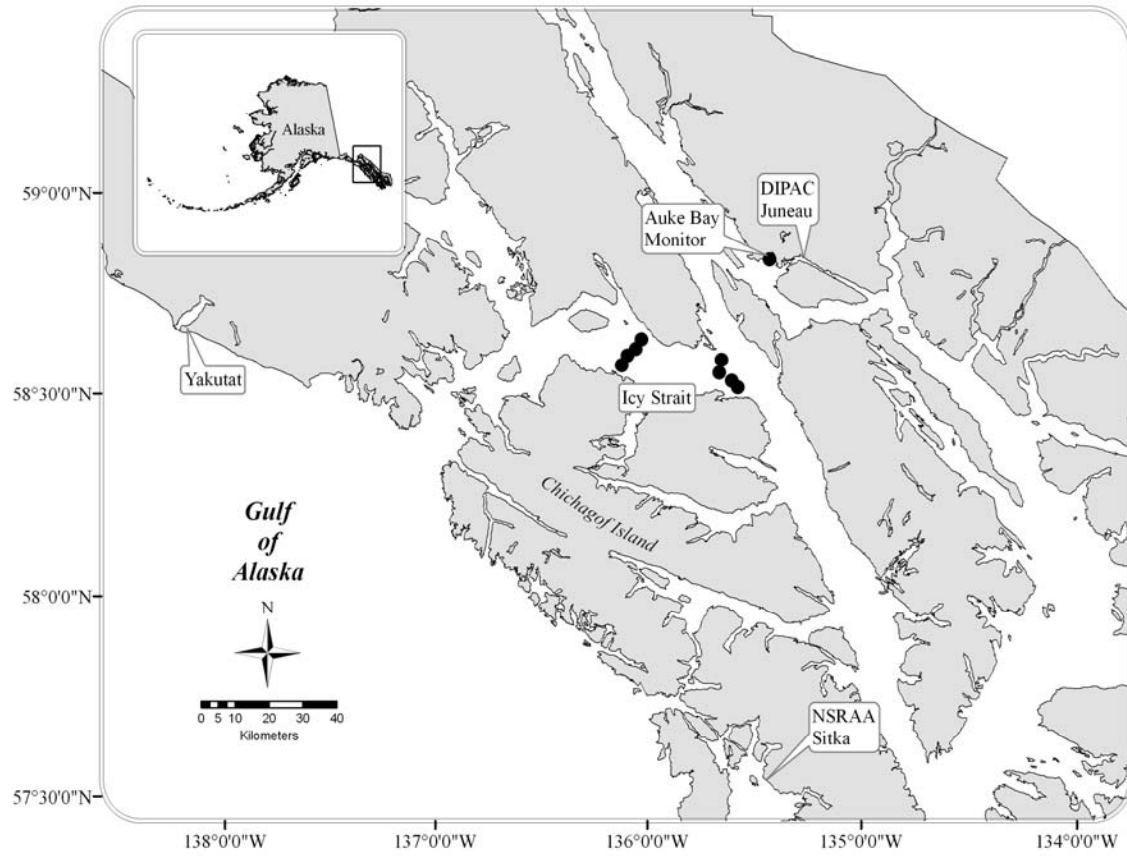 Alaska
59°0'0"N
58°30'0"N
58°0'0"N
57°30'0"N
DIPAC
Juneau
Auke Bay
Monitor
Yakutat
Icy Strait
Chichagof Island
Gulf
of
Alaska
N
0 5 10 20 30 40
Kilometers
NSRAA
Sitka
138°0'0"W
137°0'0"W
136°0'0"W
135°0'0"W
134°0'0"W